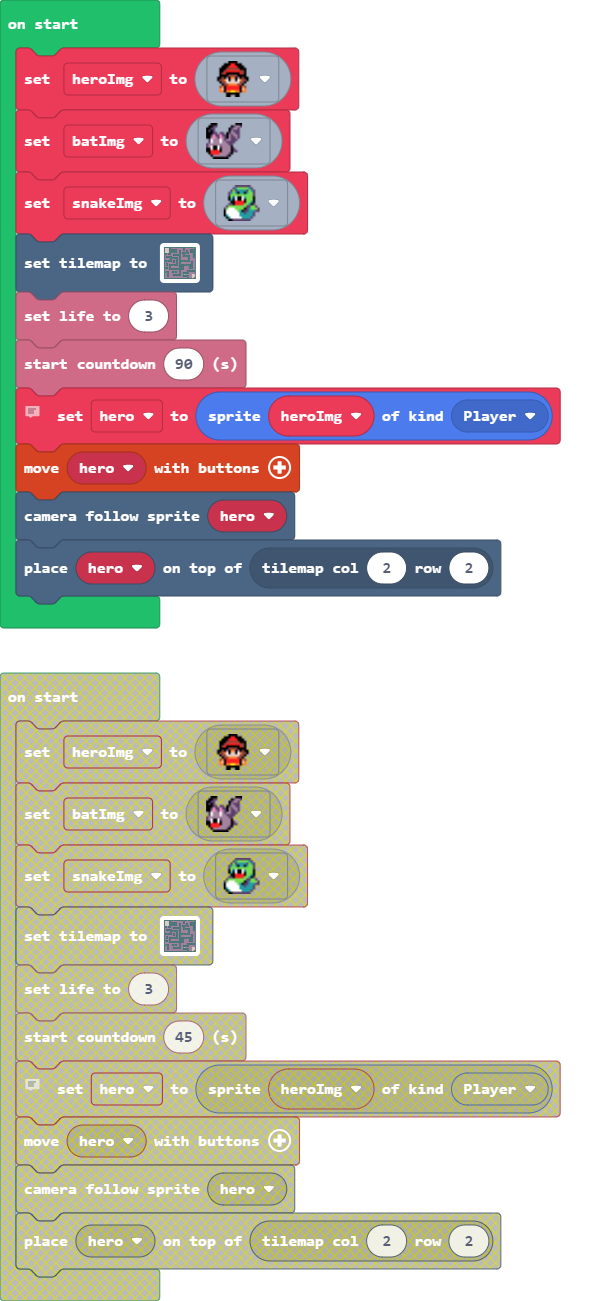 on start
set heroImg to
set batImg to
set snakeImg to
set tilemap to
set life to 3
start countdown 90 (s)
set hero to sprite heroImg of kind Player
move hero with buttons
camera follow sprite hero
place hero on top of tilemap col 2 row 2
on start
set heroImg to
set batImg to
set snakeImg to
set tilemap to
set life to 3
start countdown 45 (s)
set hero to sprite heroImg of kind Player
move hero with buttons
camera follow sprite hero
place hero on top of tilemap col 2 row 2